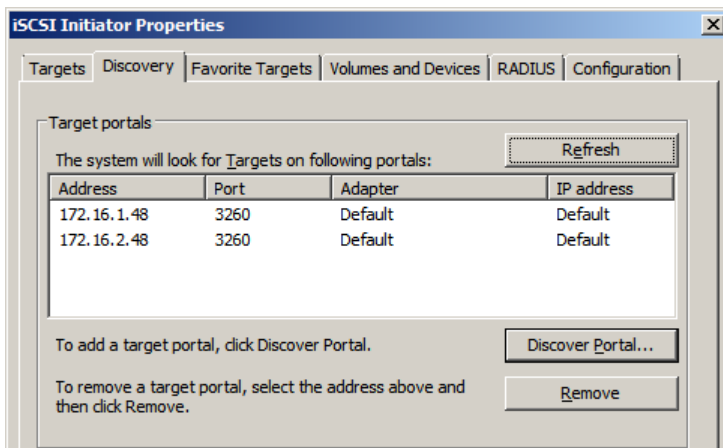 iSCSI Initiator Properties
Targets Discovery Favorite Targets Volumes and Devices RADIUS Configuration
Target portals
Refresh
The system will look for Targets on following portals:
Address Port Adapter IP address
172.16.1.48 3260 Default Default
172.16.2.48 3260 Default Default
To add a target portal, click Discover Portal.
Discover Portal...
To remove a target portal, select the address above and
then click Remove.
Remove